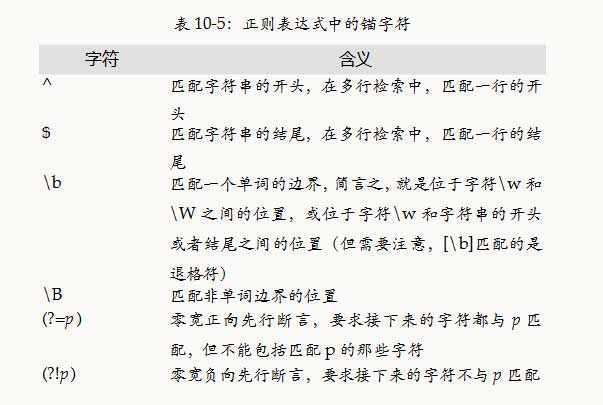 表 10-5：正则表达式中的锚字符
字符 含义
^ 匹配字符串的开头，在多行检索中，匹配一行的开
头
$ 匹配字符串的结尾，在多行检索中，匹配一行的结
尾
\b 匹配一个单词的边界，简言之，就是位于字符\w 和
\W 之间的位置，或位于字符\w 和字符串的开头
或者结尾之间的位置（但需要注意，[\b]匹配的是
退格符）
\B 匹配非单词边界的位置
(?=p) 零宽正向先行断言，要求接下来的字符都与 p 匹
配，但不能包括匹配 p 的那些字符
(?!p) 零宽负向先行断言，要求接下来的字符不与 p 匹配